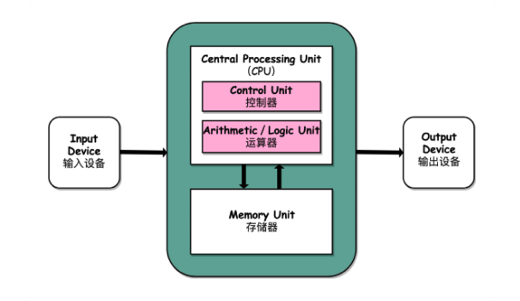 Central Processing Unit
(CPU)
Control Unit
控制器
Arithmetic / Logic Unit
运算器
Input
Device
输入设备
Output
Device
输出设备
Memory Unit
存储器